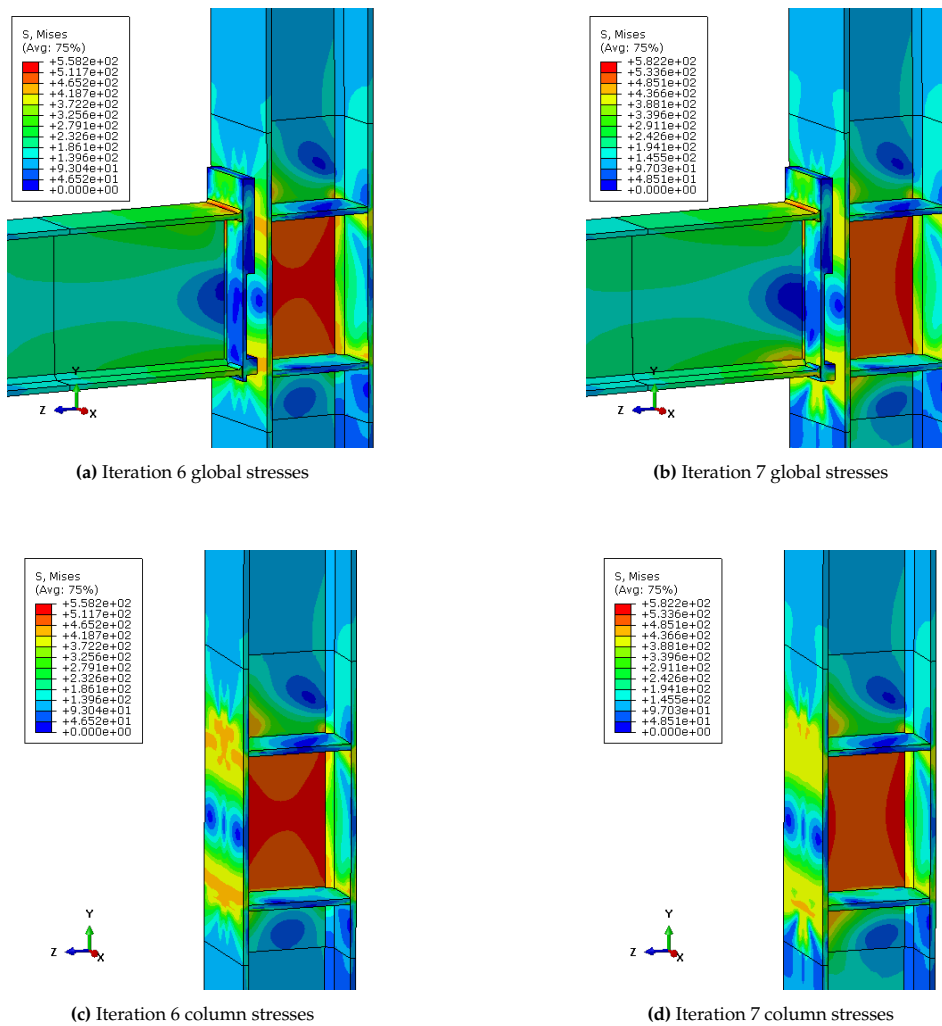 S, Mises
(Avg: 75%)
+5.582e+02
+5.117e+02
+4.652e+02
+4.187e+02
+3.722e+02
+3.256e+02
+2.791e+02
+2.326e+02
+1.861e+02
+1.396e+02
+9.304e+01
+4.652e+01
+0.000e+00
Y
Z
X
(a) Iteration 6 global stresses
S, Mises
(Avg: 75%)
+5.822e+02
+5.336e+02
+4.851e+02
+4.366e+02
+3.881e+02
+3.396e+02
+2.911e+02
+2.426e+02
+1.941e+02
+1.455e+02
+9.703e+01
+4.851e+01
+0.000e+00
Y
Z
X
(b) Iteration 7 global stresses
S, Mises
(Avg: 75%)
+5.582e+02
+5.117e+02
+4.652e+02
+4.187e+02
+3.722e+02
+3.256e+02
+2.791e+02
+2.326e+02
+1.861e+02
+1.396e+02
+9.304e+01
+4.652e+01
+0.000e+00
Y
Z
X
(c) Iteration 6 column stresses
S, Mises
(Avg: 75%)
+5.822e+02
+5.336e+02
+4.851e+02
+4.366e+02
+3.881e+02
+3.396e+02
+2.911e+02
+2.426e+02
+1.941e+02
+1.455e+02
+9.703e+01
+4.851e+01
+0.000e+00
Y
Z
X
(d) Iteration 7 column stresses